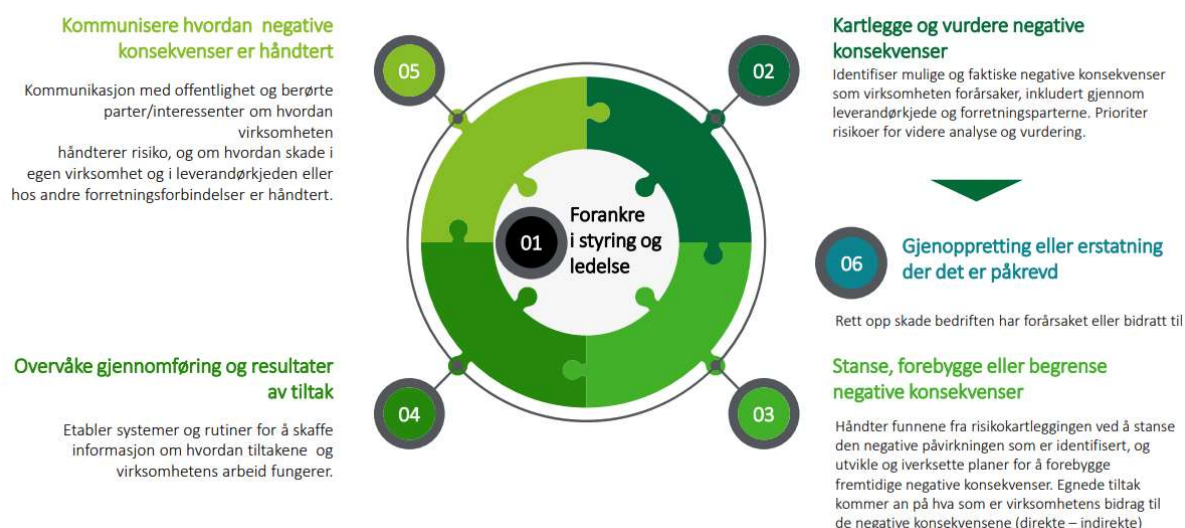 Kommunisere hvordan negative
konsekvenser er håndtert
Kommunikasjon med offentlighet og berørte
parter/interessenter om hvordan
virksomheten
håndterer risiko, og om hvordan skade i
egen virksomhet og i leverandørkjeden eller
hos andre forretningsforbindelser er håndtert.
05
02
Kartlegge og vurdere negative
konsekvenser
Identifiser mulige og faktiske negative konsekvenser
som virksomheten forårsaker, inkludert gjennom
leverandørkjede og forretningsparterne. Prioriter
risikoer for videre analyse og vurdering.
01
Forankre
i styring og
ledelse
06
Gjenoppretting eller erstatning
der det er påkrevd
Rett opp skade bedriften har forårsaket eller bidratt til
Overvåke gjennomføring og resultater
av tiltak
Etabler systemer og rutiner for å skaffe
informasjon om hvordan tiltakene og
virksomhetens arbeid fungerer.
04
03
Stanse, forebygge eller begrense
negative konsekvenser
Håndter funnene fra risikokartleggingen ved å stanse
den negative påvirkningen som er identifisert, og
utvikle og iverksette planer for å forebygge
fremtidige negative konsekvenser. Egnede tiltak
kommer an på hva som er virksomhetens bidrag til
de negative konsekvensene (direkte – indirekte)